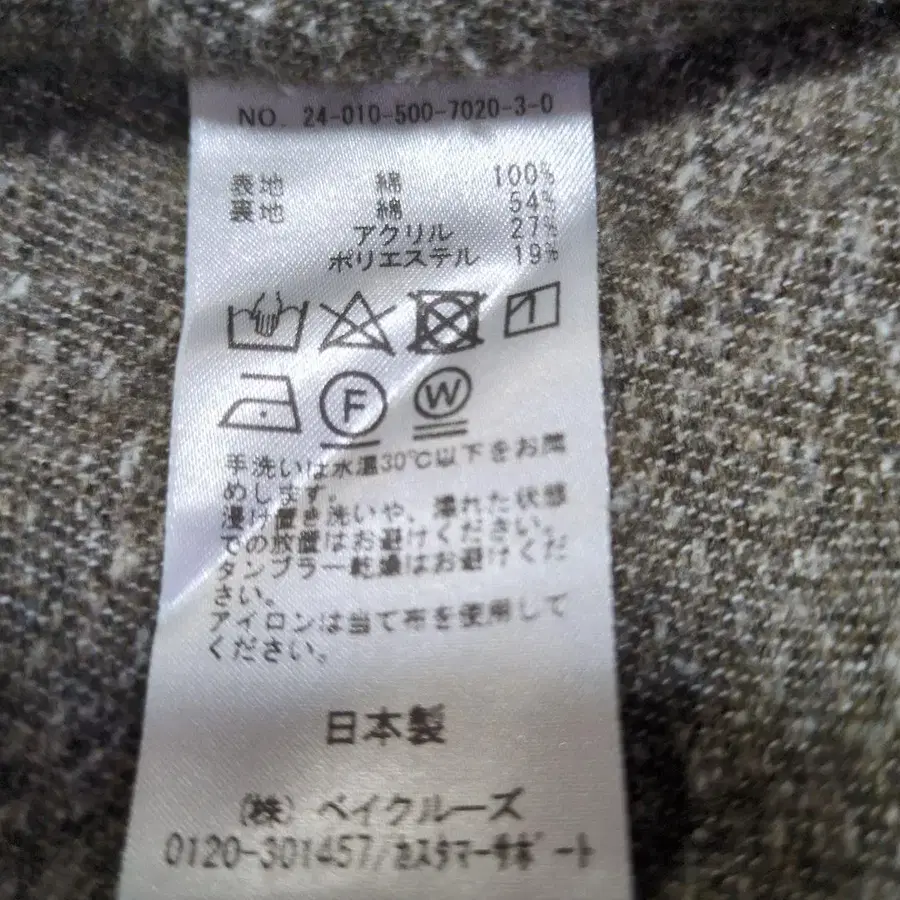 NO. 24-010-500-7020-3-0
表地 綿 100%
裏地 綿 54%
アクリル 27%
ポリエステル 19%
F W
手洗いは水温30℃以下をお薦
めします。
浸け置き洗いや、濡れた状態
での放置はお避けください。
タンブラー乾燥はお避けくだ
さい。
アイロンは当て布を使用して
ください。
日本製
(株) ベイクルーズ
0120-301457/カスタマーサポート